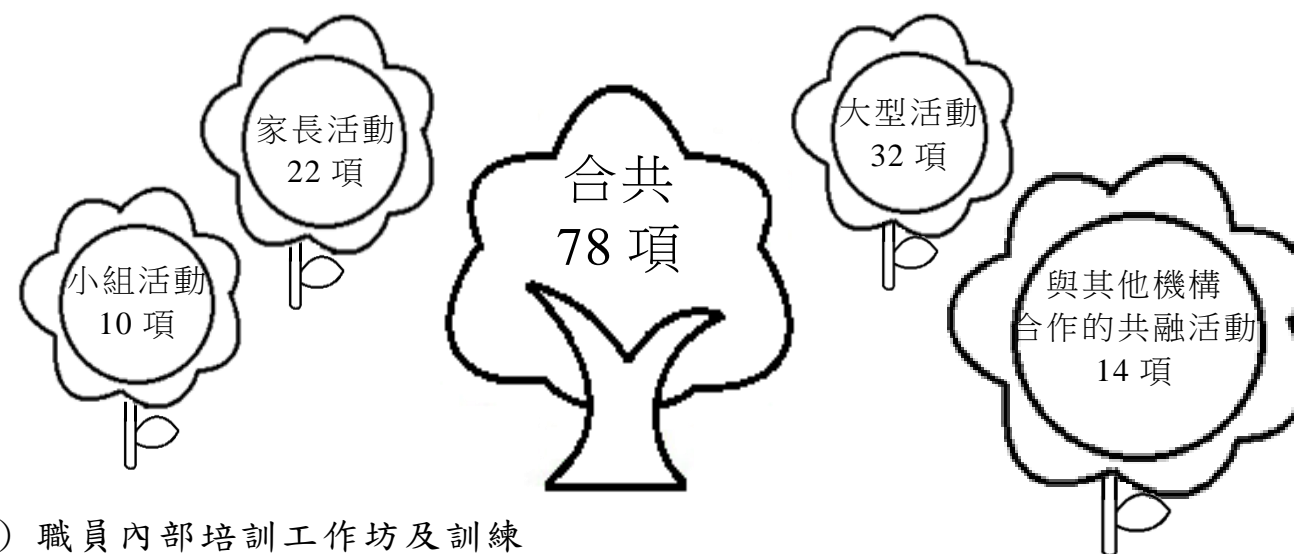 小組活動
10 項
家長活動
22 項
合共
78 項
大型活動
32 項
與其他機構
合作的共融活動
14 項
) 職員內部培訓工作坊及訓練